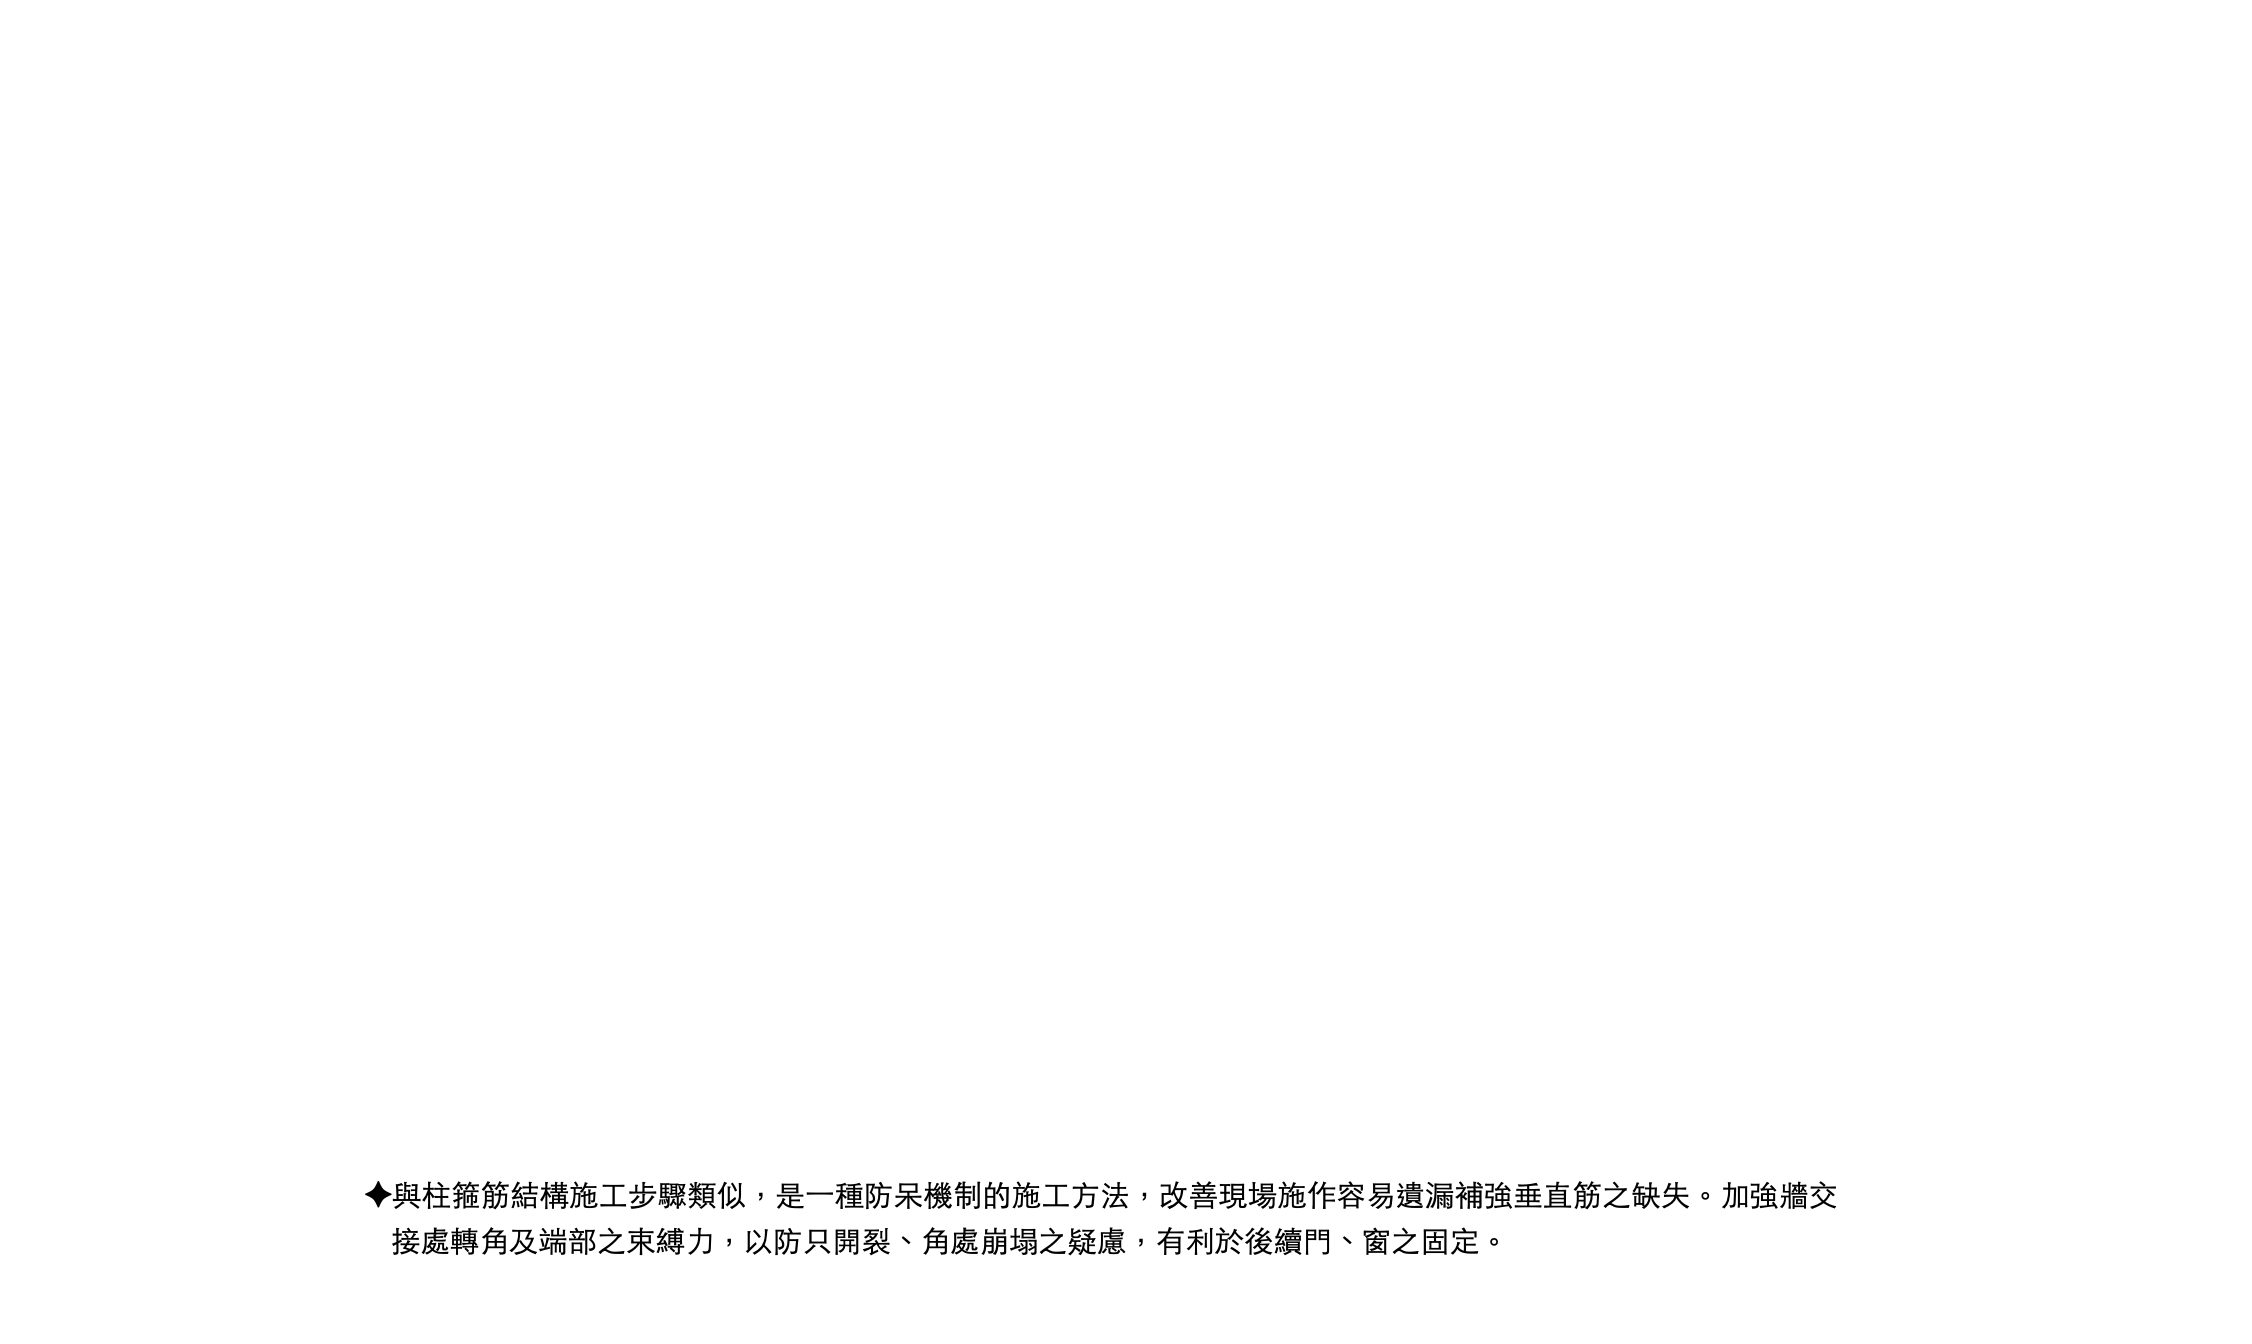 ✦與柱箍筋結構施工步驟類似，是一種防呆機制的施工方法，改善現場施作容易遺漏補強垂直筋之缺失。加強牆交
接處轉角及端部之束縛力，以防只開裂、角處崩塌之疑慮，有利於後續門、窗之固定。